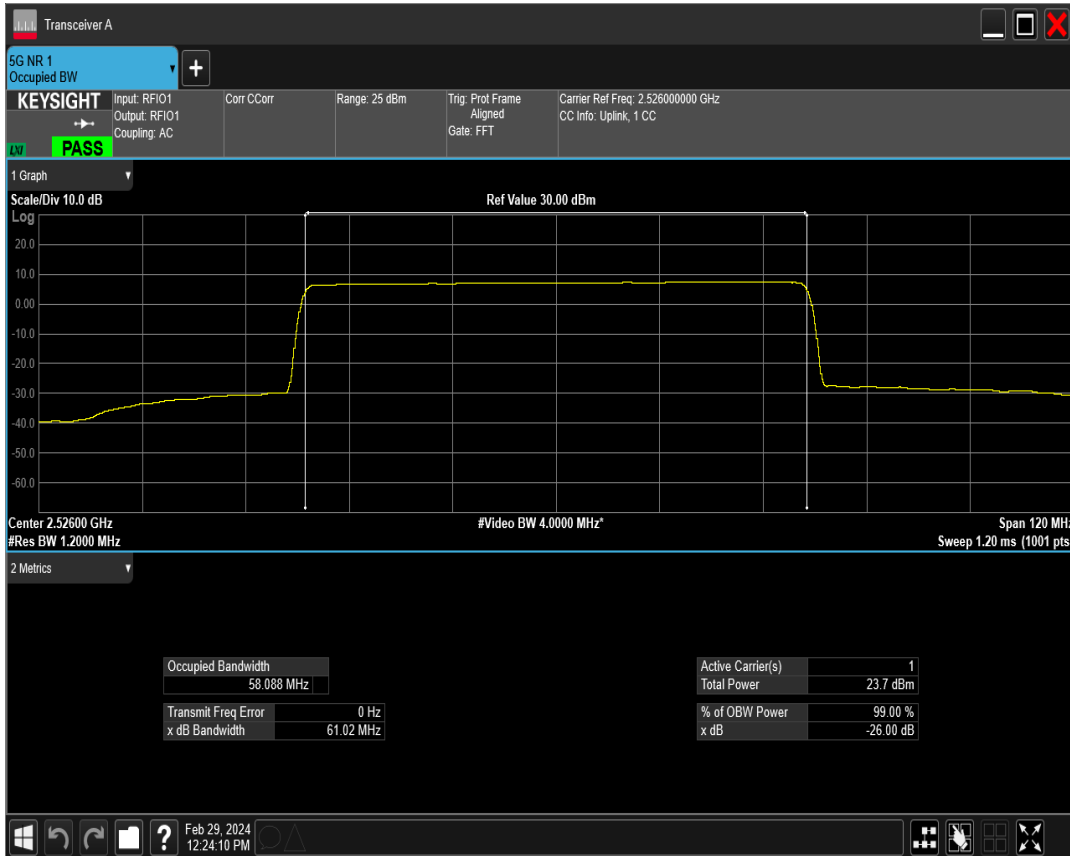 Transceiver A
5G NR 1
Occupied BW
KEYSIGHT
LXI
PASS
Input: RFIO1
Output: RFIO1
Coupling: AC
Corr CCorr
Range: 25 dBm
Trig: Prot Frame
Aligned
Gate: FFT
Carrier Ref Freq: 2.526000000 GHz
CC Info: Uplink, 1 CC
1 Graph
Scale/Div 10.0 dB
Ref Value 30.00 dBm
Log
20.0
10.0
0.00
-10.0
-20.0
-30.0
-40.0
-50.0
-60.0
Center 2.52600 GHz
#Video BW 4.0000 MHz*
Span 120 MHz
#Res BW 1.2000 MHz
Sweep 1.20 ms (1001 pts
2 Metrics
Occupied Bandwidth
58.088 MHz
Transmit Freq Error 0 Hz
x dB Bandwidth 61.02 MHz
Active Carrier(s) 1
Total Power 23.7 dBm
% of OBW Power 99.00 %
x dB -26.00 dB
?
Feb 29, 2024
12:24:10 PM